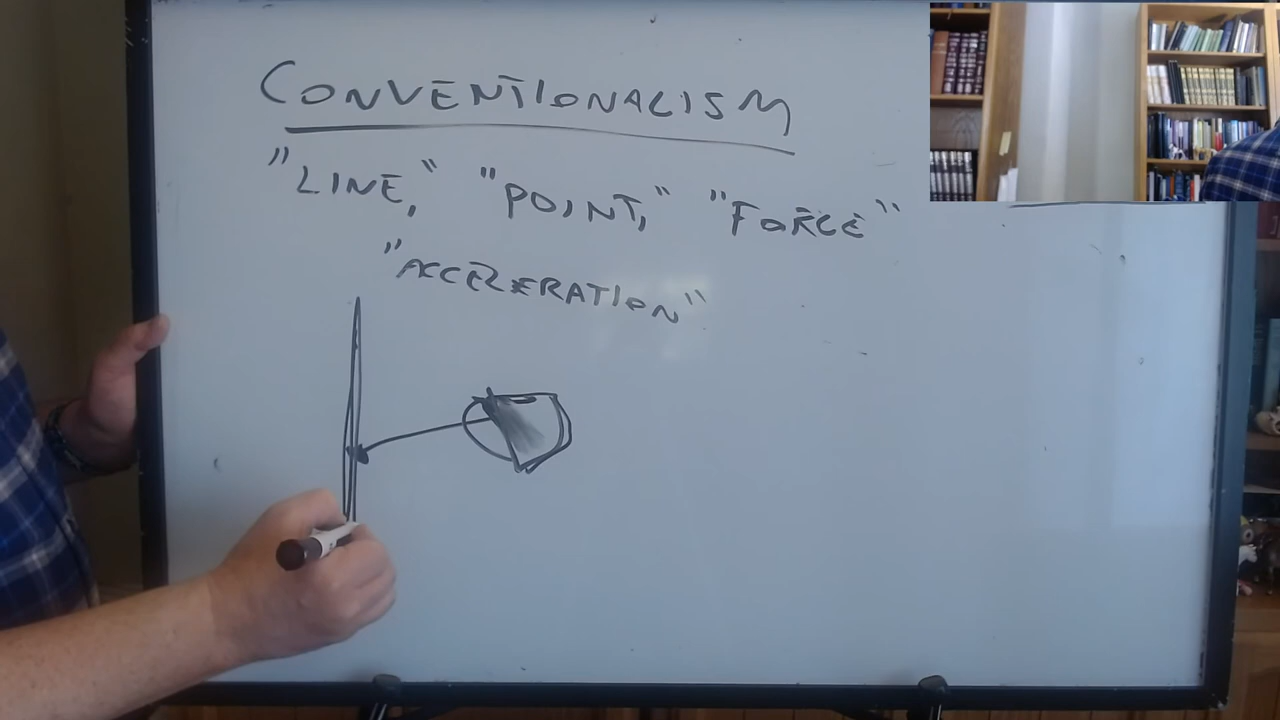 CONVENTIONALISM
"LINE," "POINT," "FORCE"
"ACCELERATION"